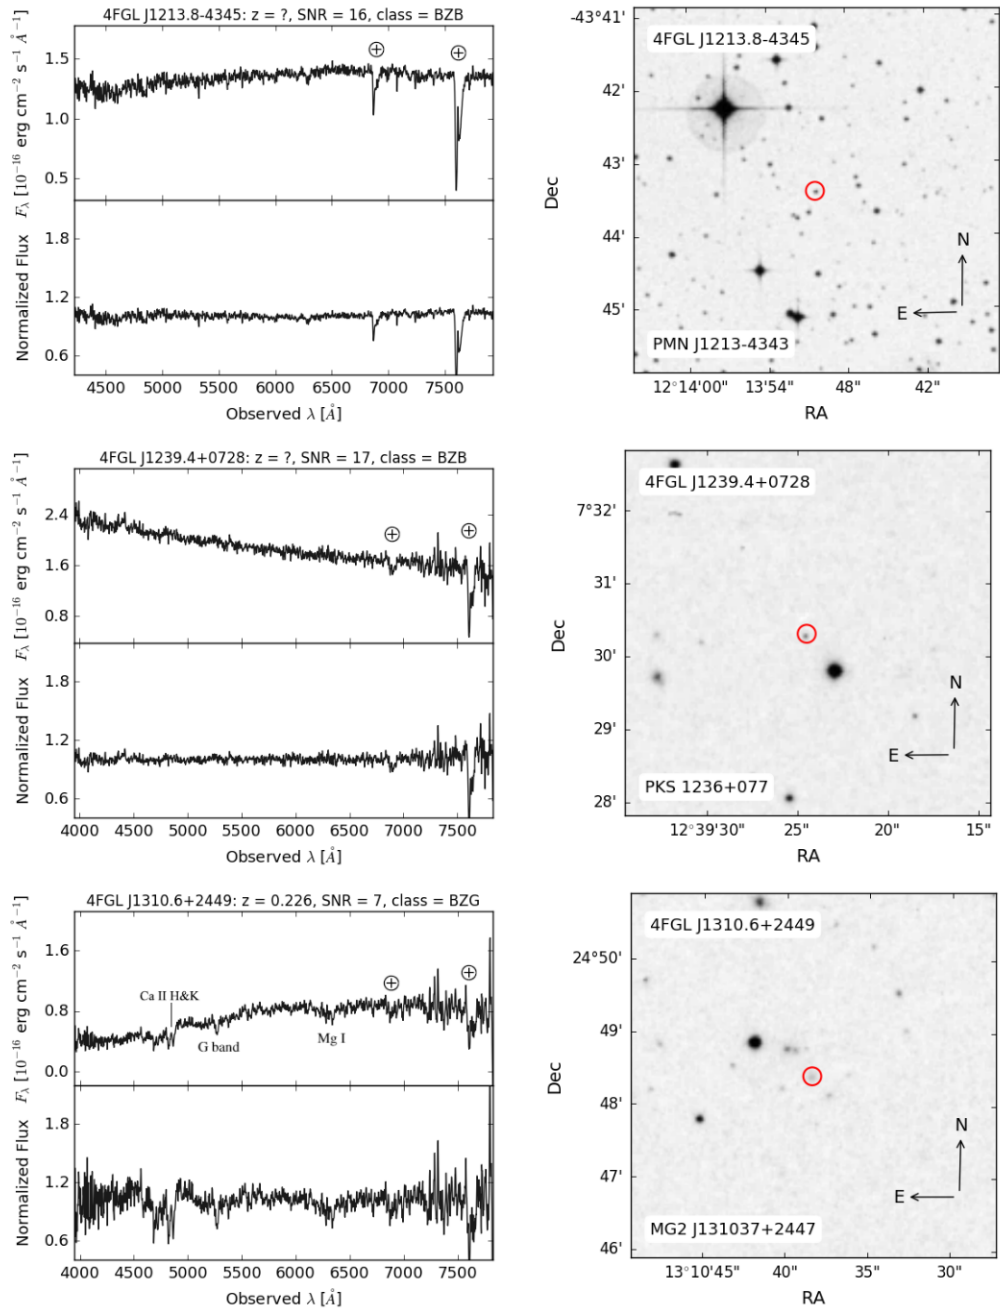 4FGL J1213.8-4345: z = ?, SNR = 16, class = BZB
F_λ [10⁻¹⁶ erg cm⁻² s⁻¹ Å⁻¹]
1.5
1.0
0.5
⊕
⊕
Normalized Flux
1.8
1.2
0.6
4500 5000 5500 6000 6500 7000 7500
Observed λ [Å]
-43°41'
42'
43'
44'
45'
Dec
4FGL J1213.8-4345
N
E
PMN J1213-4343
12°14'00" 13'54" 48" 42"
RA
4FGL J1239.4+0728: z = ?, SNR = 17, class = BZB
F_λ [10⁻¹⁶ erg cm⁻² s⁻¹ Å⁻¹]
2.4
1.6
0.8
⊕
⊕
Normalized Flux
1.8
1.2
0.6
4000 4500 5000 5500 6000 6500 7000 7500
Observed λ [Å]
7°32'
31'
30'
29'
28'
Dec
4FGL J1239.4+0728
N
E
PKS 1236+077
12°39'30" 25" 20" 15"
RA
4FGL J1310.6+2449: z = 0.226, SNR = 7, class = BZG
F_λ [10⁻¹⁶ erg cm⁻² s⁻¹ Å⁻¹]
1.6
0.8
0.0
Ca II H&K
G band
Mg I
⊕
⊕
Normalized Flux
1.8
1.2
0.6
4000 4500 5000 5500 6000 6500 7000 7500
Observed λ [Å]
24°50'
49'
48'
47'
46'
Dec
4FGL J1310.6+2449
N
E
MG2 J131037+2447
13°10'45" 40" 35" 30"
RA